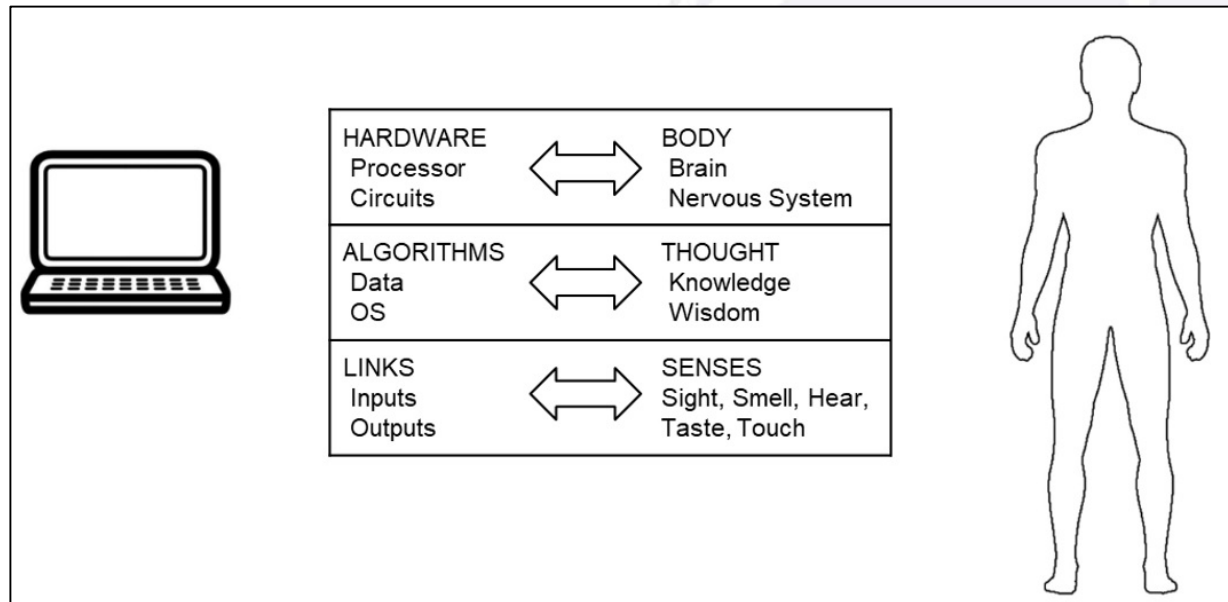 HARDWARE
Processor
Circuits
BODY
Brain
Nervous System
ALGORITHMS
Data
OS
THOUGHT
Knowledge
Wisdom
LINKS
Inputs
Outputs
SENSES
Sight, Smell, Hear,
Taste, Touch